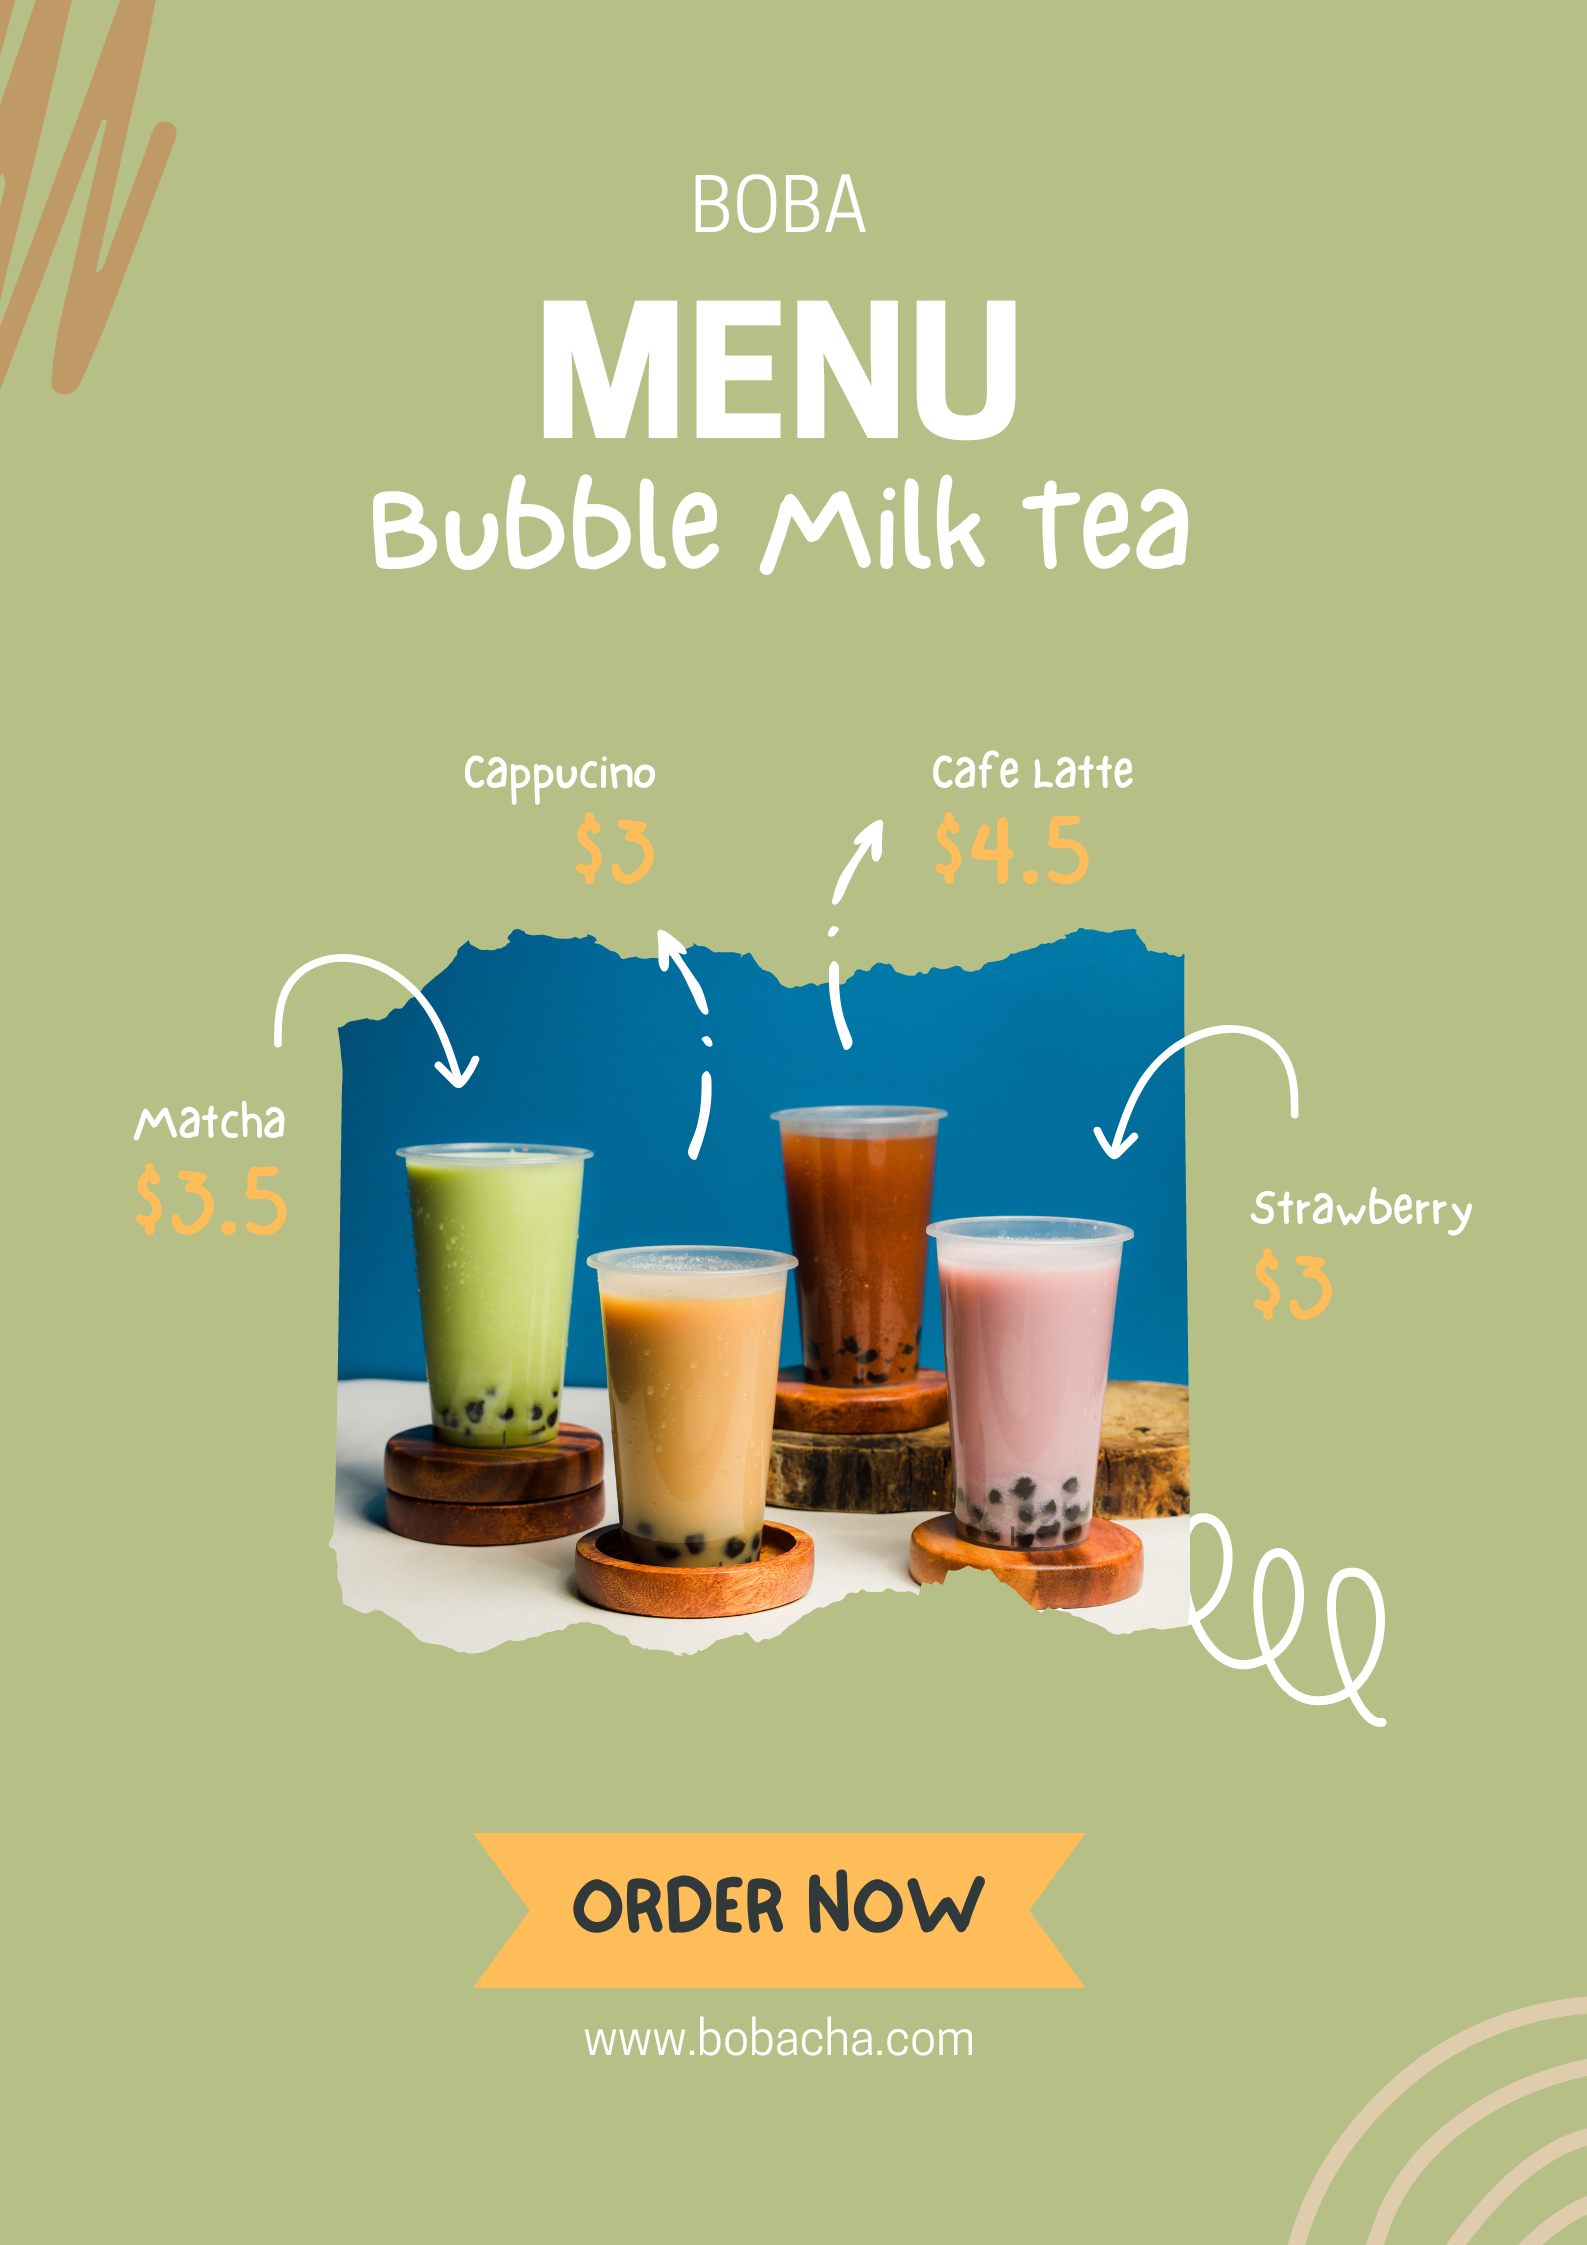 BOBA
MENU
Bubble Milk Tea
Cappucino
$3
Cafe Latte
$4.5
Matcha
$3.5
Strawberry
$3
ORDER NOW
www.bobacha.com